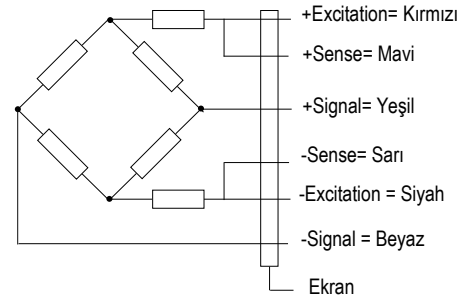 +Excitation= Kırmızı
+Sense= Mavi
+Signal= Yeşil
-Sense= Sarı
-Excitation = Siyah
-Signal = Beyaz
Ekran